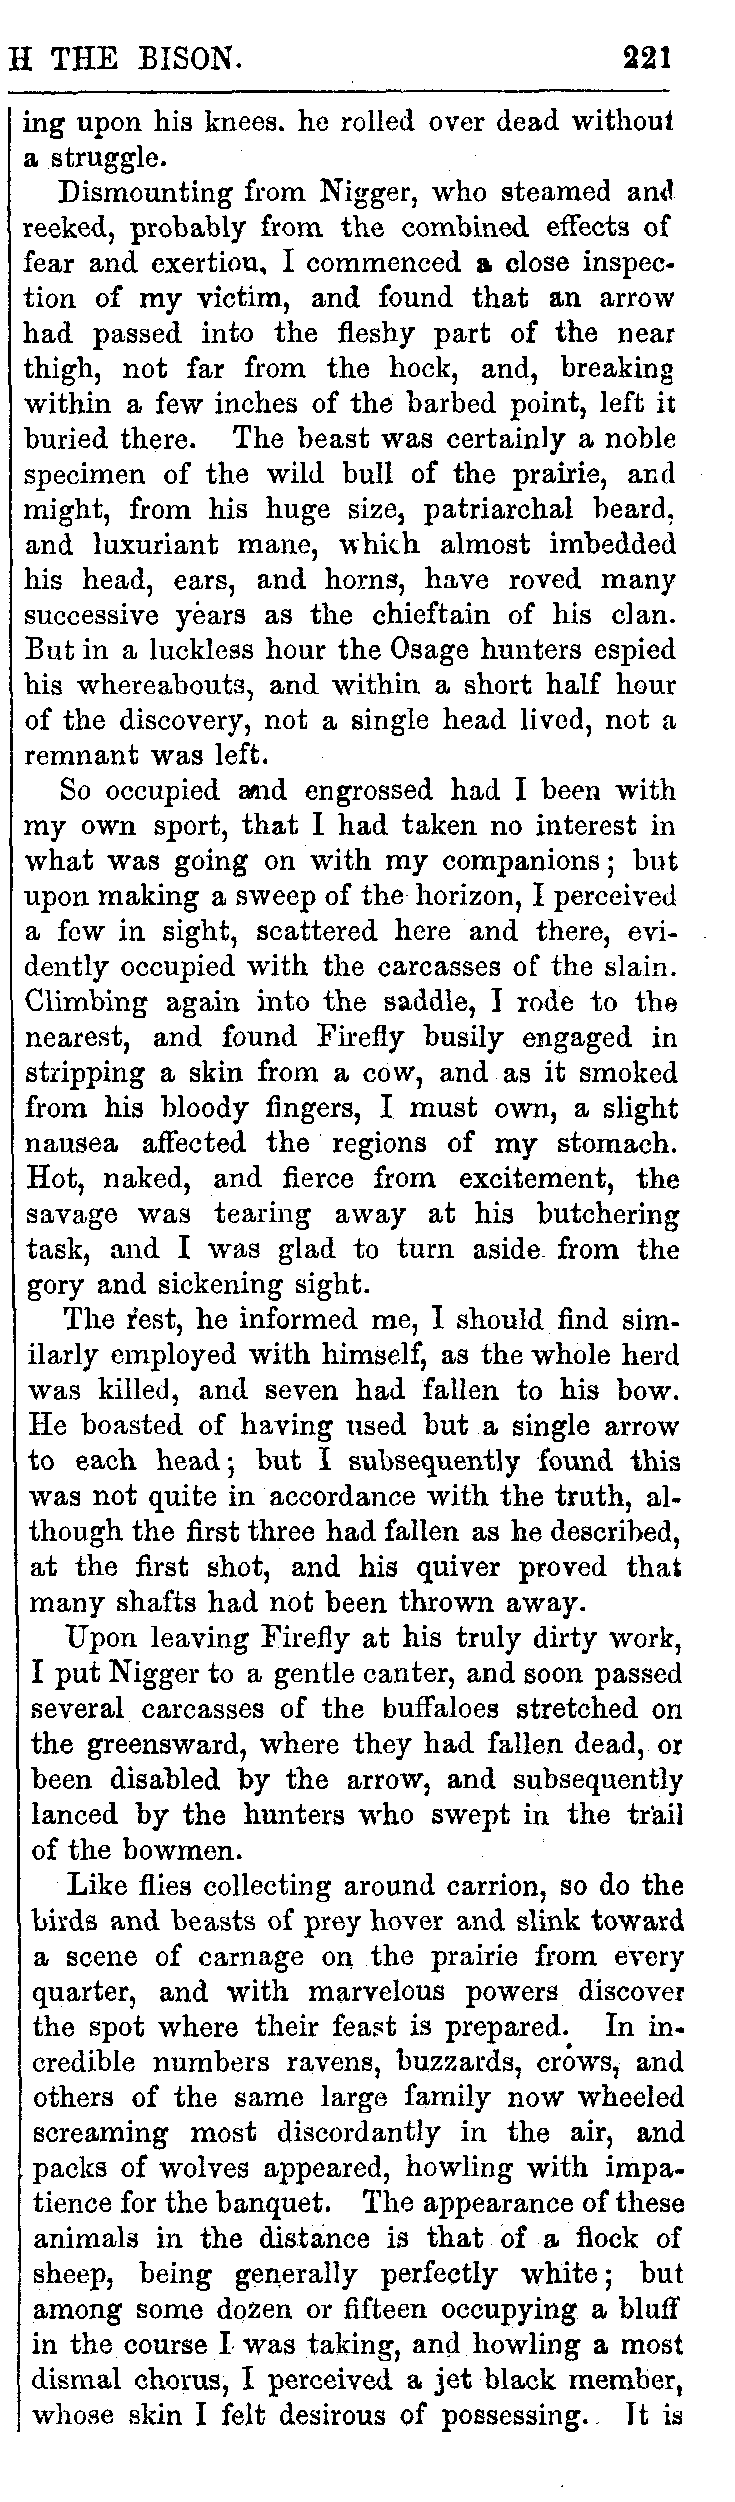 H THE BISON. 221
ing upon his knees. he rolled over dead without
a struggle.
Dismounting from Nigger, who steamed and
reeked, probably from the combined effects of
fear and exertion, I commenced a close inspec-
tion of my victim, and found that an arrow
had passed into the fleshy part of the near
thigh, not far from the hock, and, breaking
within a few inches of the barbed point, left it
buried there. The beast was certainly a noble
specimen of the wild bull of the prairie, and
might, from his huge size, patriarchal beard,
and luxuriant mane, which almost imbedded
his head, ears, and horns, have roved many
successive years as the chieftain of his clan.
But in a luckless hour the Osage hunters espied
his whereabouts, and within a short half hour
of the discovery, not a single head lived, not a
remnant was left.
So occupied and engrossed had I been with
my own sport, that I had taken no interest in
what was going on with my companions; but
upon making a sweep of the horizon, I perceived
a few in sight, scattered here and there, evi-
dently occupied with the carcasses of the slain.
Climbing again into the saddle, I rode to the
nearest, and found Firefly busily engaged in
stripping a skin from a cow, and as it smoked
from his bloody fingers, I must own, a slight
nausea affected the regions of my stomach.
Hot, naked, and fierce from excitement, the
savage was tearing away at his butchering
task, and I was glad to turn aside from the
gory and sickening sight.
The rest, he informed me, I should find sim-
ilarly employed with himself, as the whole herd
was killed, and seven had fallen to his bow.
He boasted of having used but a single arrow
to each head; but I subsequently found this
was not quite in accordance with the truth, al-
though the first three had fallen as he described,
at the first shot, and his quiver proved that
many shafts had not been thrown away.
Upon leaving Firefly at his truly dirty work,
I put Nigger to a gentle canter, and soon passed
several carcasses of the buffaloes stretched on
the greensward, where they had fallen dead, or
been disabled by the arrow, and subsequently
lanced by the hunters who swept in the trail
of the bowmen.
Like flies collecting around carrion, so do the
birds and beasts of prey hover and slink toward
a scene of carnage on the prairie from every
quarter, and with marvelous powers discover
the spot where their feast is prepared. In in-
credible numbers ravens, buzzards, crows, and
others of the same large family now wheeled
screaming most discordantly in the air, and
packs of wolves appeared, howling with impa-
tience for the banquet. The appearance of these
animals in the distance is that of a flock of
sheep, being generally perfectly white; but
among some dozen or fifteen occupying a bluff
in the course I was taking, and howling a most
dismal chorus, I perceived a jet black member,
whose skin I felt desirous of possessing. It is